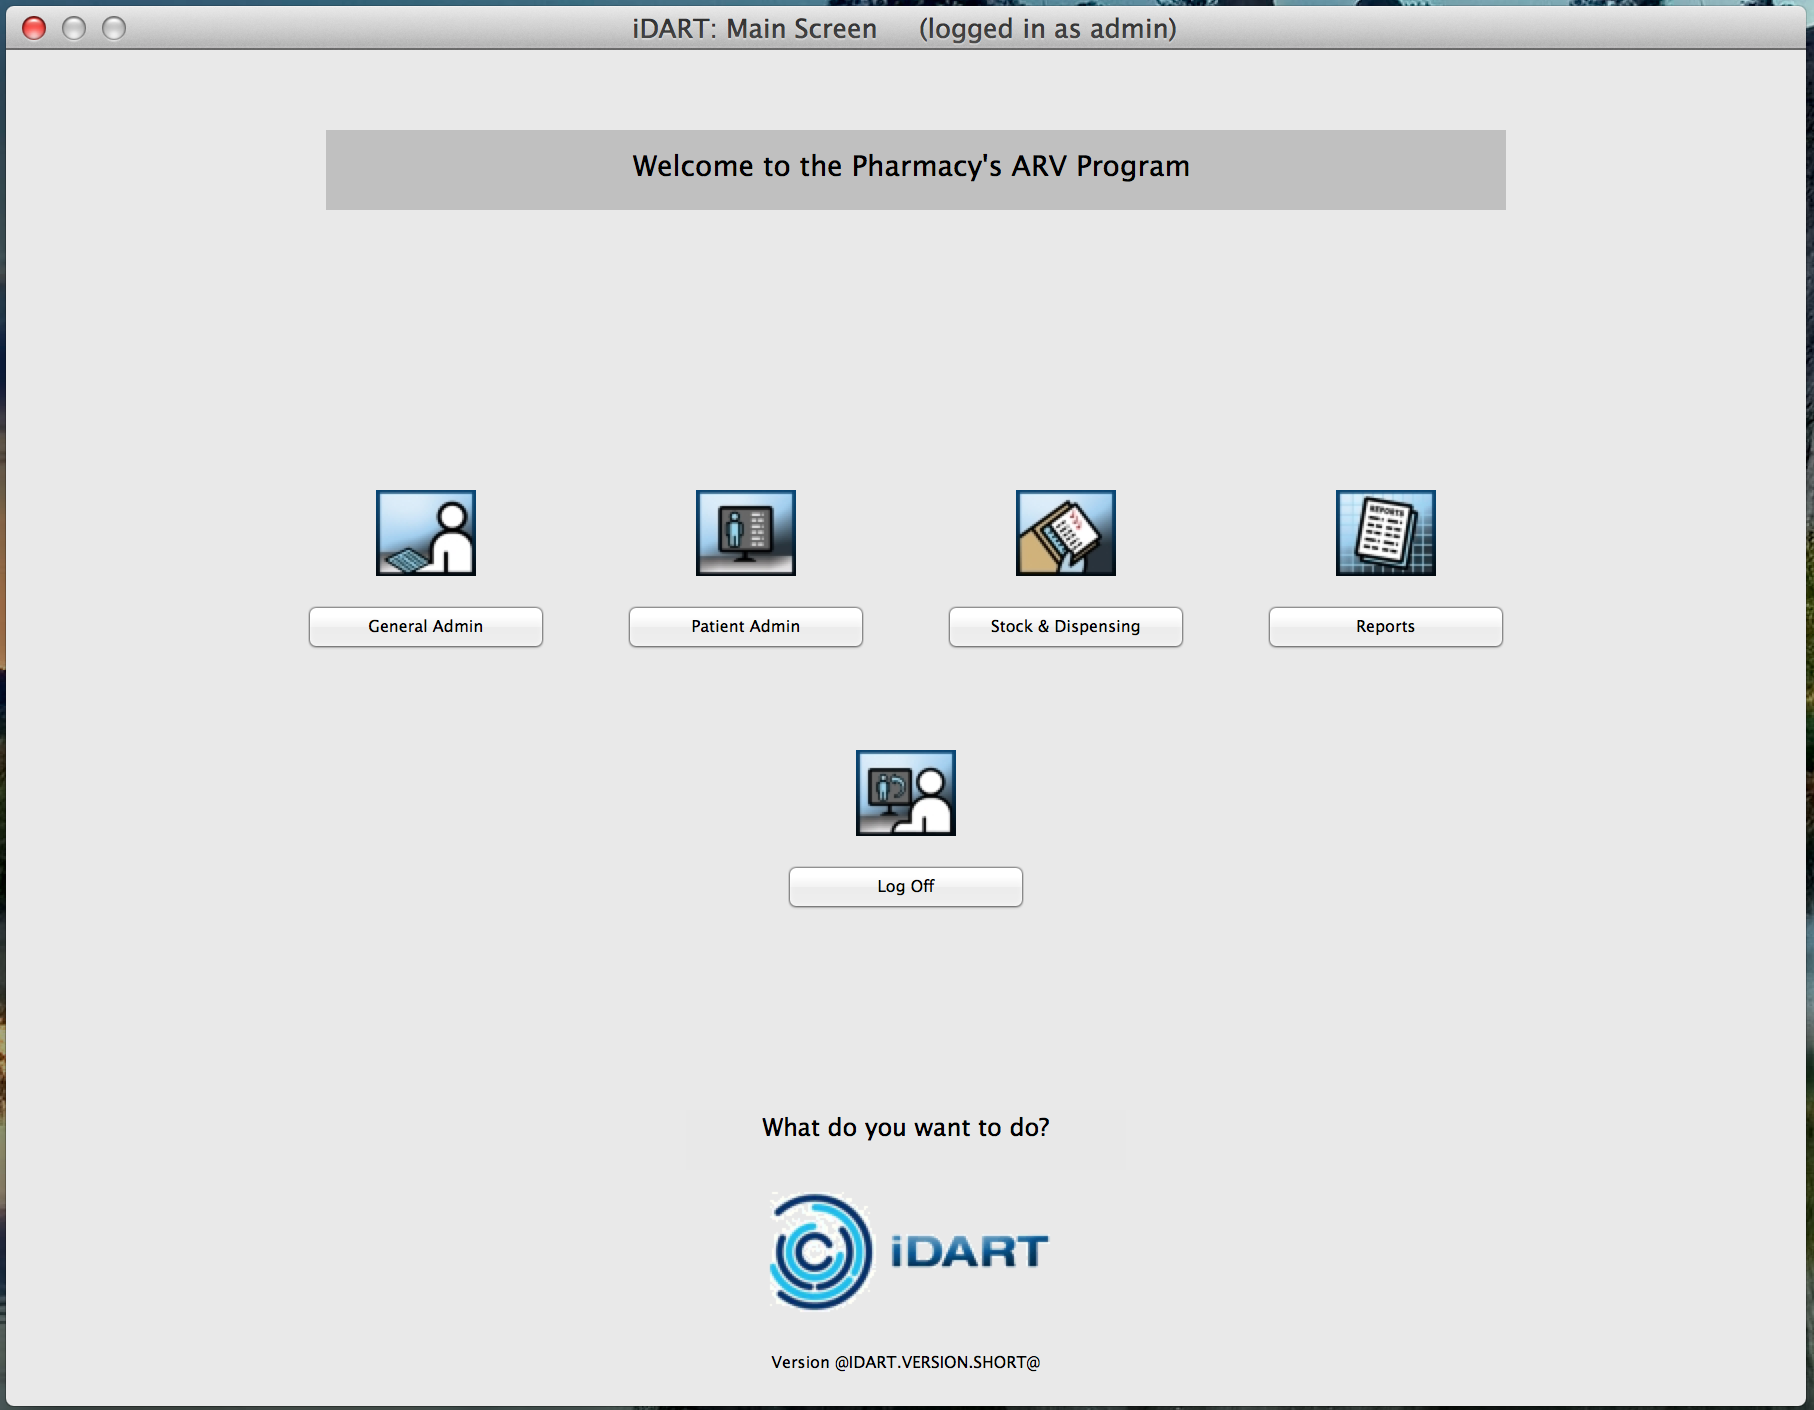 iDART: Main Screen (logged in as admin)
Welcome to the Pharmacy's ARV Program
REPORTS
General Admin
Patient Admin
Stock & Dispensing
Reports
Log Off
What do you want to do?
iDART
Version @IDART.VERSION.SHORT@